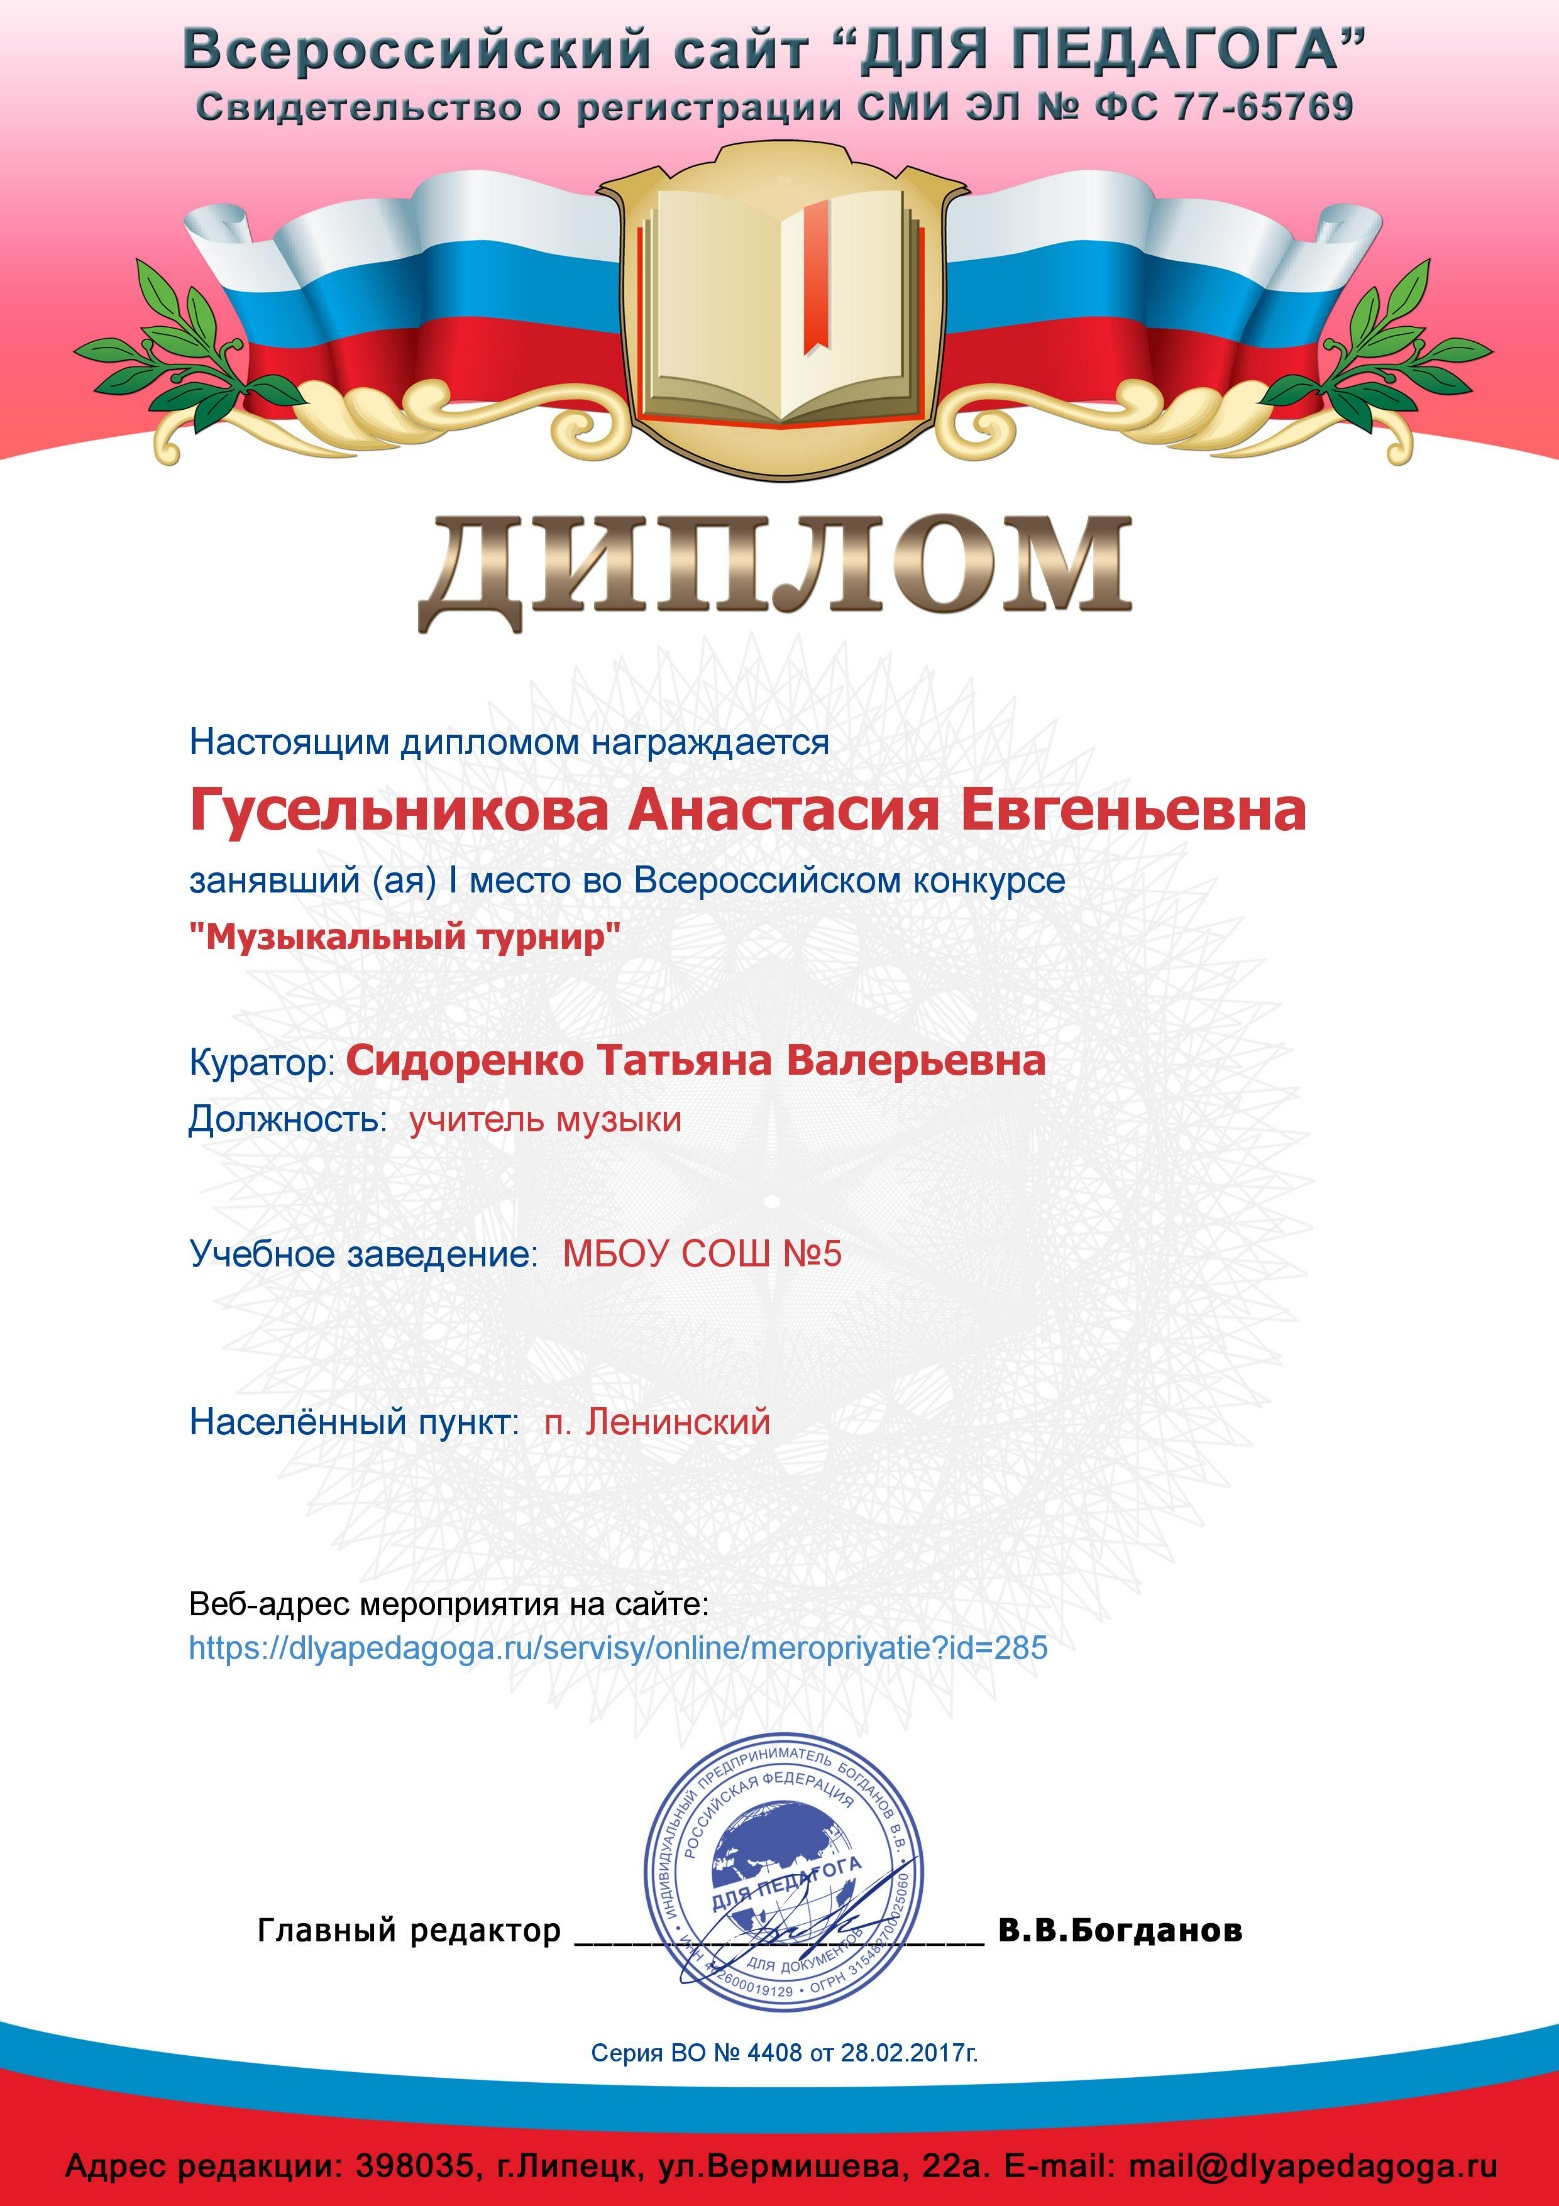 Всероссийский сайт “ДЛЯ ПЕДАГОГА”
Свидетельство о регистрации СМИ ЭЛ № ФС 77-65769
ДИПЛОМ
Настоящим дипломом награждается
Гусельникова Анастасия Евгеньевна
занявший (ая) I место во Всероссийском конкурсе
"Музыкальный турнир"
Куратор: Сидоренко Татьяна Валерьевна
Должность: учитель музыки
Учебное заведение: МБОУ СОШ №5
Населённый пункт: п. Ленинский
Веб-адрес мероприятия на сайте:
https://dlyapedagoga.ru/servisy/online/meropriyatie?id=285
ИНДИВИДУАЛЬНЫЙ ПРЕДПРИНИМАТЕЛЬ БОГДАНОВ В.В.
РОССИЙСКАЯ ФЕДЕРАЦИЯ
ДЛЯ ПЕДАГОГА
ДЛЯ ДОКУМЕНТОВ
ИНН • ОГРН
Главный редактор ______________________ В.В.Богданов
Серия ВО № 4408 от 28.02.2017г.
Адрес редакции: 398035, г.Липецк, ул.Вермишева, 22а. E-mail: mail@dlyapedagoga.ru